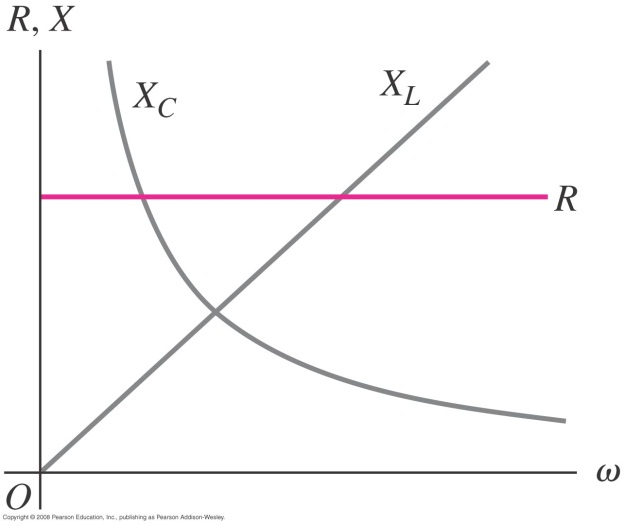 R, X
X_C
X_L
R
ω
O
Copyright © 2008 Pearson Education, Inc., publishing as Pearson Addison-Wesley.